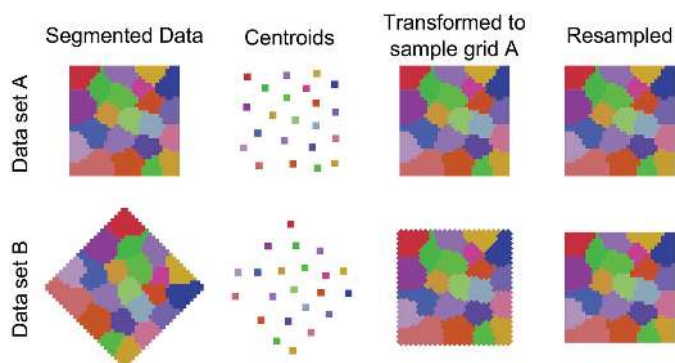 Segmented Data
Centroids
Transformed to
sample grid A
Resampled
Data set A
Data set B